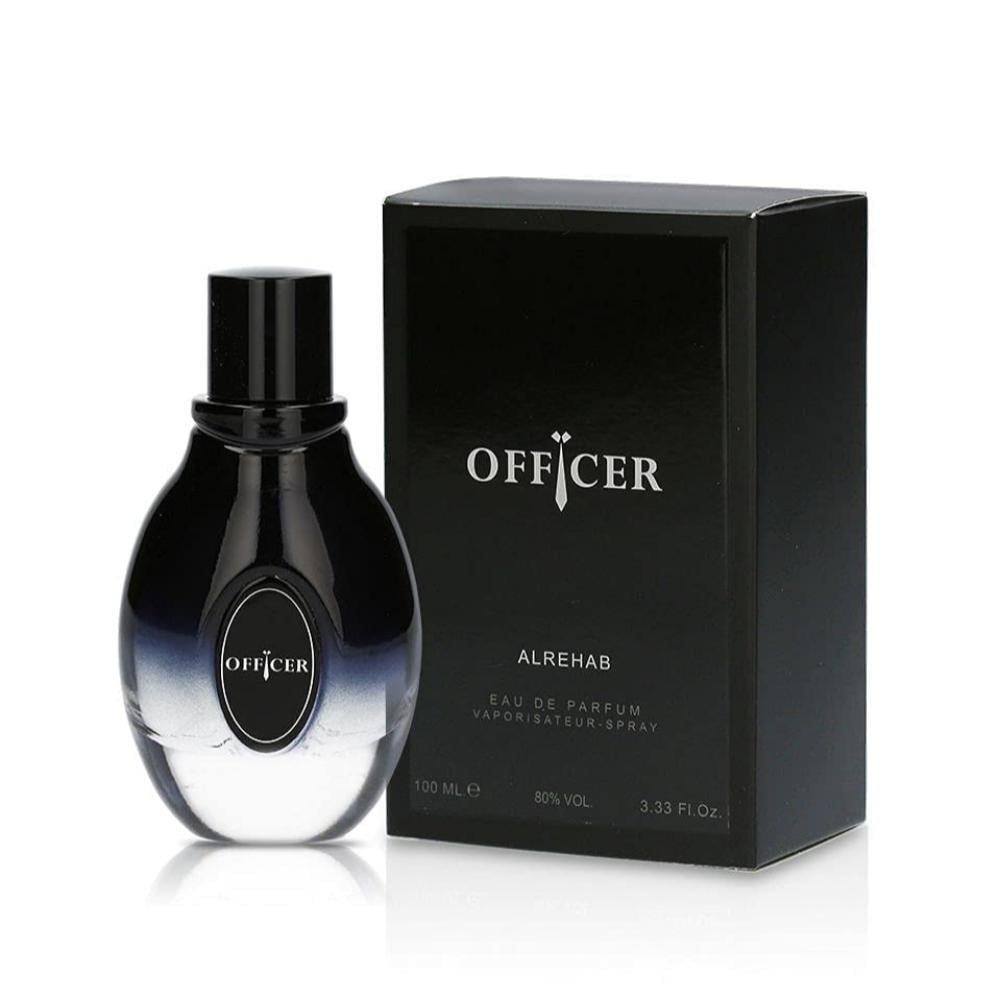 OFFICER
OFFICER
ALREHAB
EAU DE PARFUM
VAPORISATEUR-SPRAY
100 ML.℮
80% VOL.
3.33 Fl.Oz.